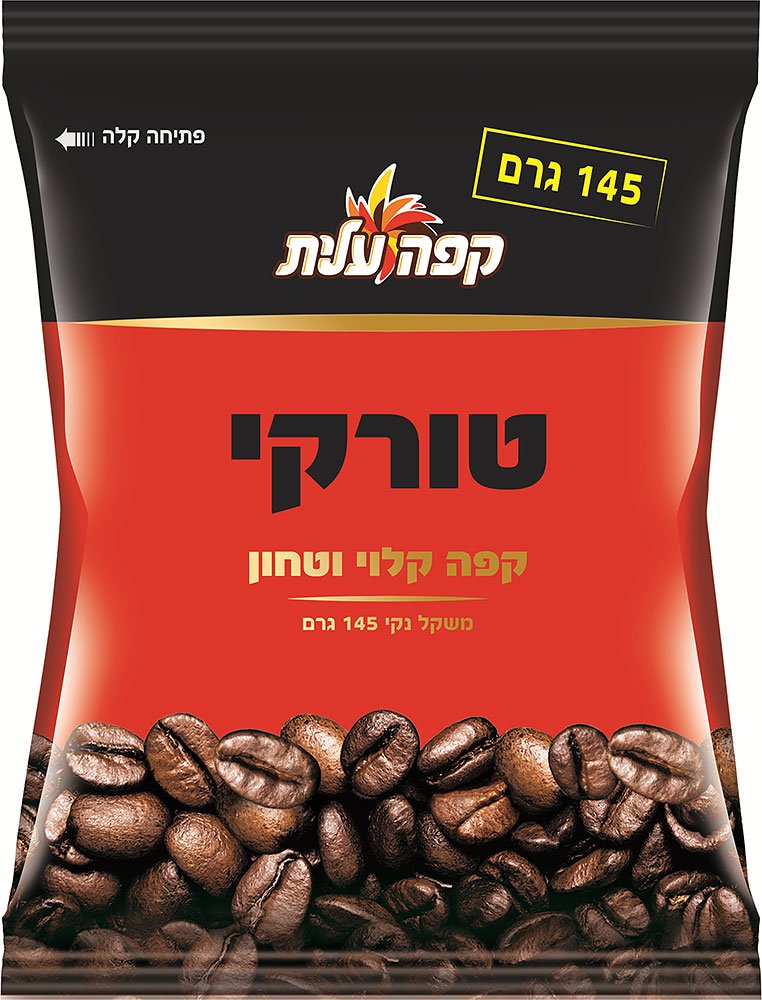 פתיחה קלה
145 גרם
קפה עלית
טורקי
קפה קלוי וטחון
משקל נקי 145 גרם